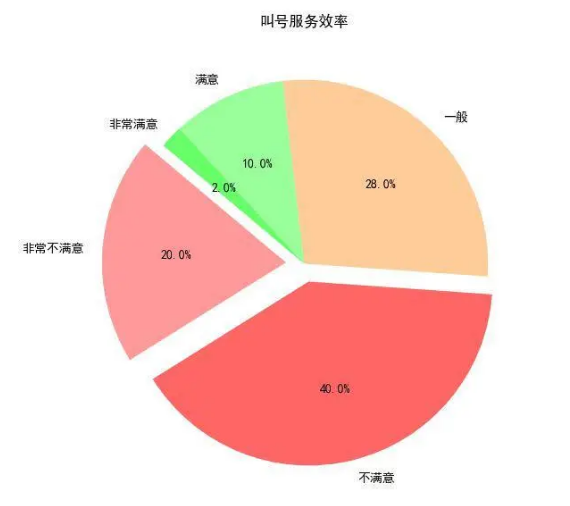 叫号服务效率
满意
一般
非常满意
10.0%
28.0%
2.0%
非常不满意
20.0%
40.0%
不满意